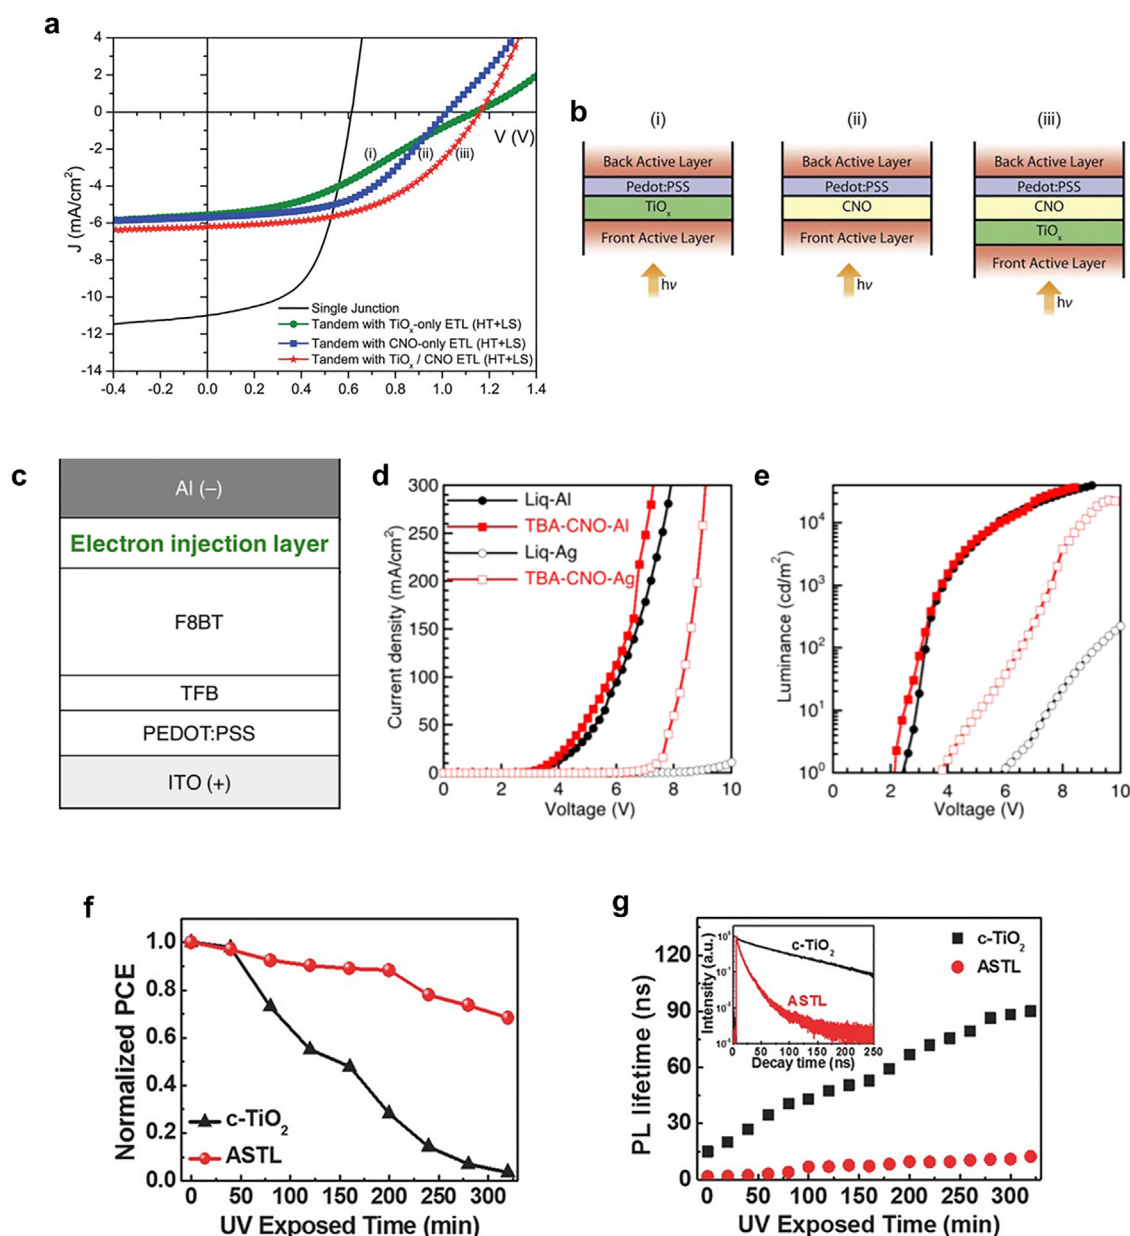 a
4
2
0
-2
-4
-6
-8
-10
-12
-14
J (mA/cm²)
V (V)
(i)
(ii)
(iii)
Single Junction
Tandem with TiOₓ-only ETL (HT+LS)
Tandem with CNO-only ETL (HT+LS)
Tandem with TiOₓ / CNO ETL (HT+LS)
-0.4 -0.2 0.0 0.2 0.4 0.6 0.8 1.0 1.2 1.4
b
(i) (ii) (iii)
Back Active Layer
Pedot:PSS
TiOₓ
Front Active Layer
hν
Back Active Layer
Pedot:PSS
CNO
Front Active Layer
hν
Back Active Layer
Pedot:PSS
CNO
TiOₓ
Front Active Layer
hν
c
Al (–)
Electron injection layer
F8BT
TFB
PEDOT:PSS
ITO (+)
d
300
250
200
150
100
50
0
Current density (mA/cm²)
Liq-Al
TBA-CNO-Al
Liq-Ag
TBA-CNO-Ag
0 2 4 6 8 10
Voltage (V)
e
10⁴
10³
10²
10¹
10⁰
Luminance (cd/m²)
0 2 4 6 8 10
Voltage (V)
f
1.0
0.8
0.6
0.4
0.2
0.0
Normalized PCE
c-TiO₂
ASTL
0 50 100 150 200 250 300
UV Exposed Time (min)
g
120
90
60
30
0
PL lifetime (ns)
c-TiO₂
ASTL
Intensity (a.u.)
10⁰
10⁻¹
10⁻²
10⁻³
c-TiO₂
ASTL
0 50 100 150 200 250
Decay time (ns)
0 50 100 150 200 250 300
UV Exposed Time (min)